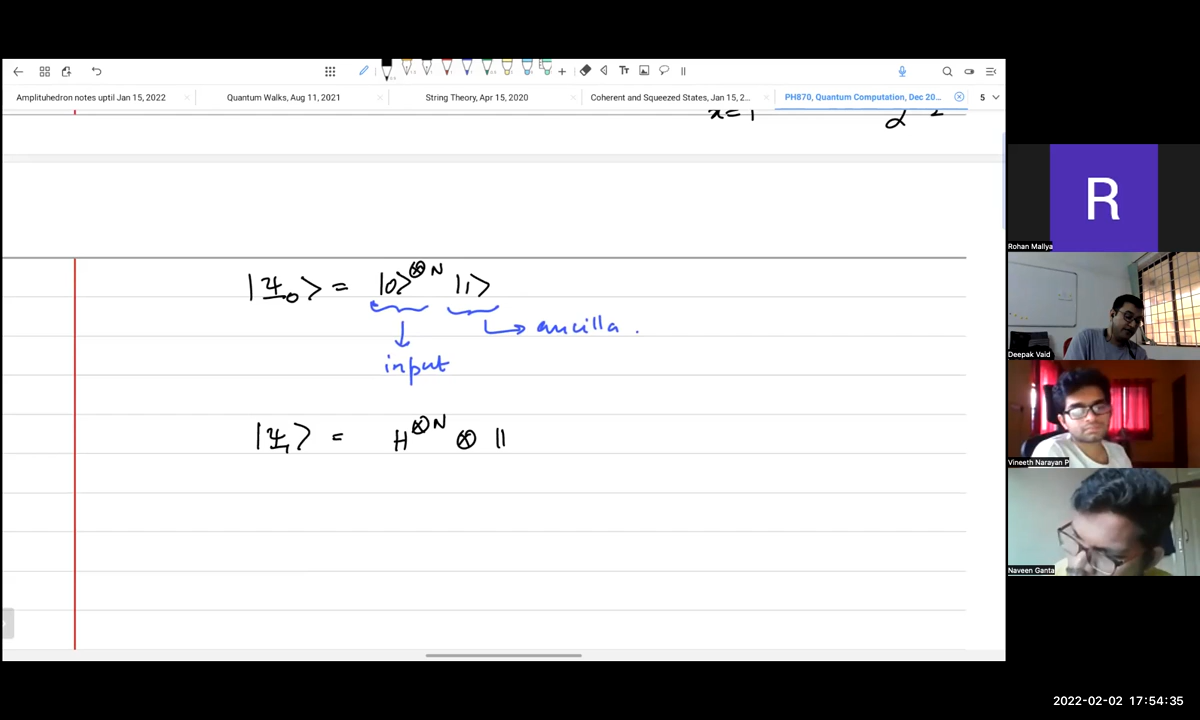 Amplituhedron notes uptil Jan 15, 2022
Quantum Walks, Aug 11, 2021
String Theory, Apr 15, 2020
Coherent and Squeezed States, Jan 15, 2...
PH870, Quantum Computation, Dec 20...
5
Tт
x=1
|Ψ₀> = |0>^⊗N |1>
ancilla .
input
|Ψ₁> = H^⊗N ⊗ 𝟙
R
Rohan Mallya
Deepak Vaid
Vineeth Narayan P
Naveen Ganta
2022-02-02 17:54:35